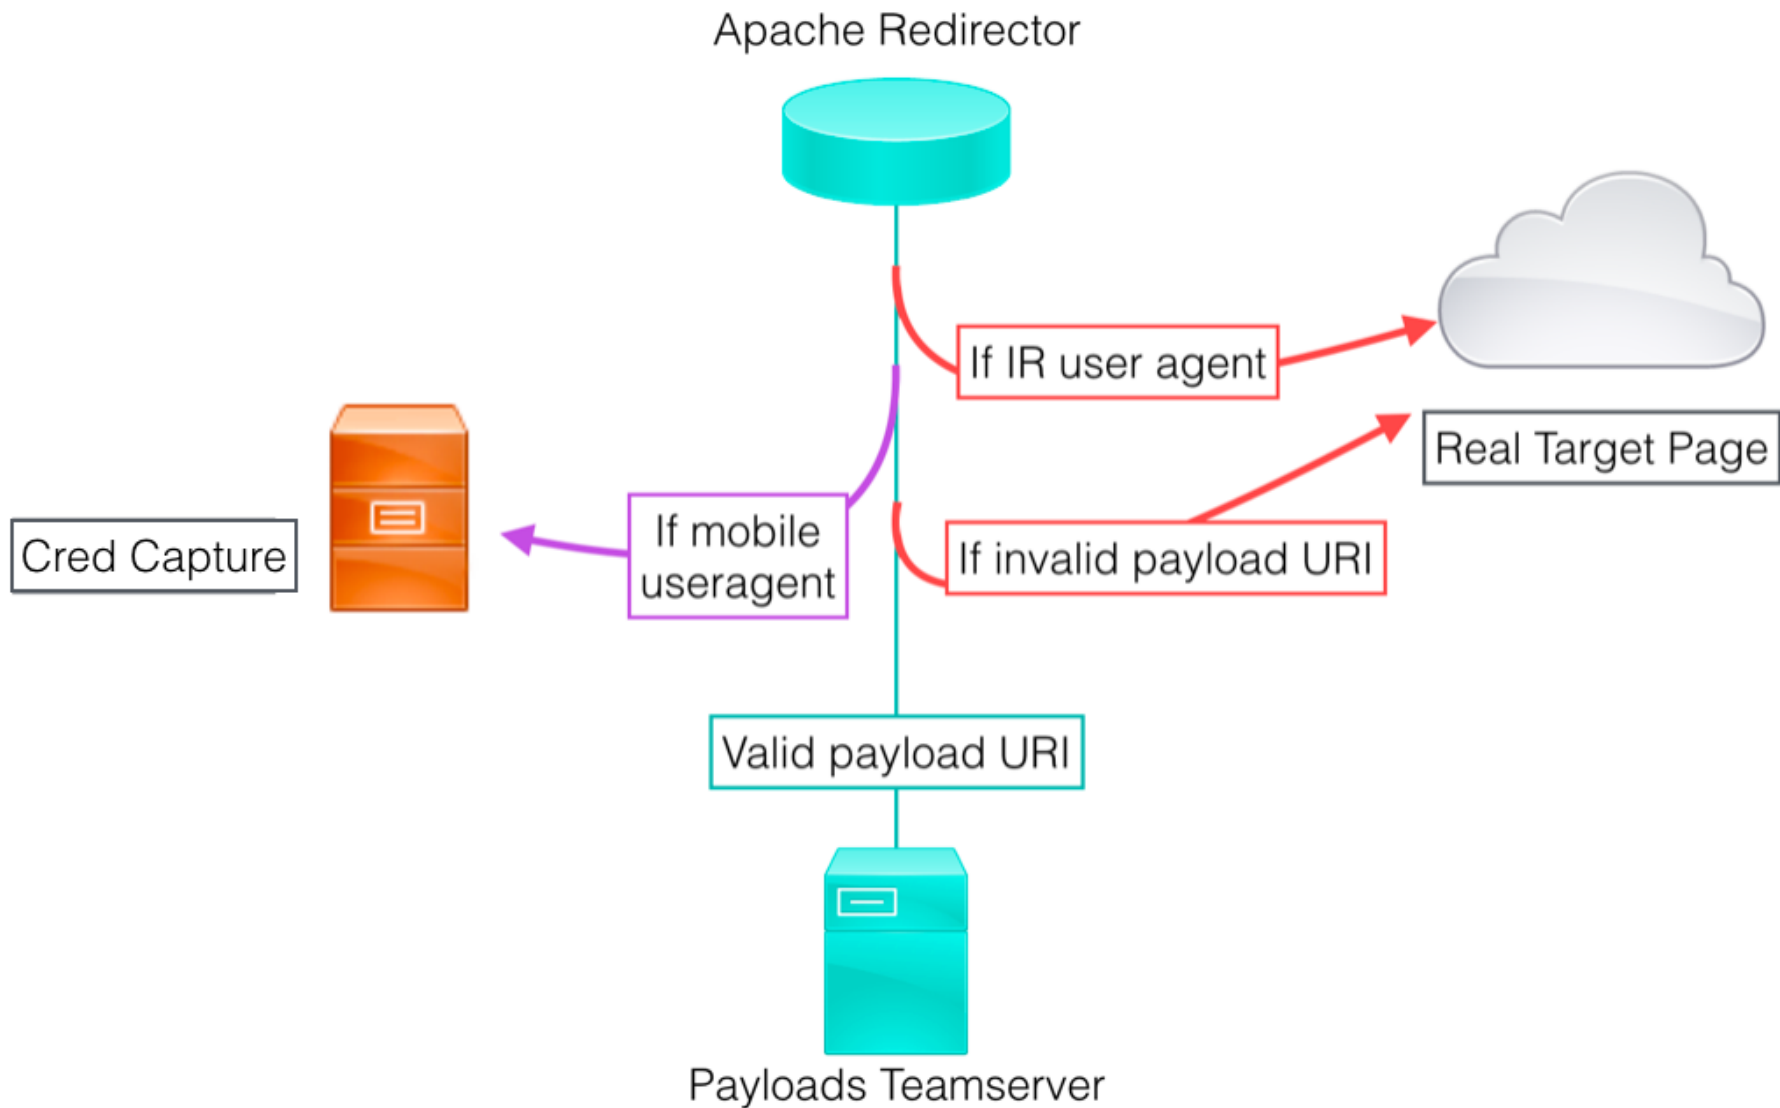 Apache Redirector
If IR user agent
Real Target Page
If mobile
useragent
Cred Capture
If invalid payload URI
Valid payload URI
Payloads Teamserver